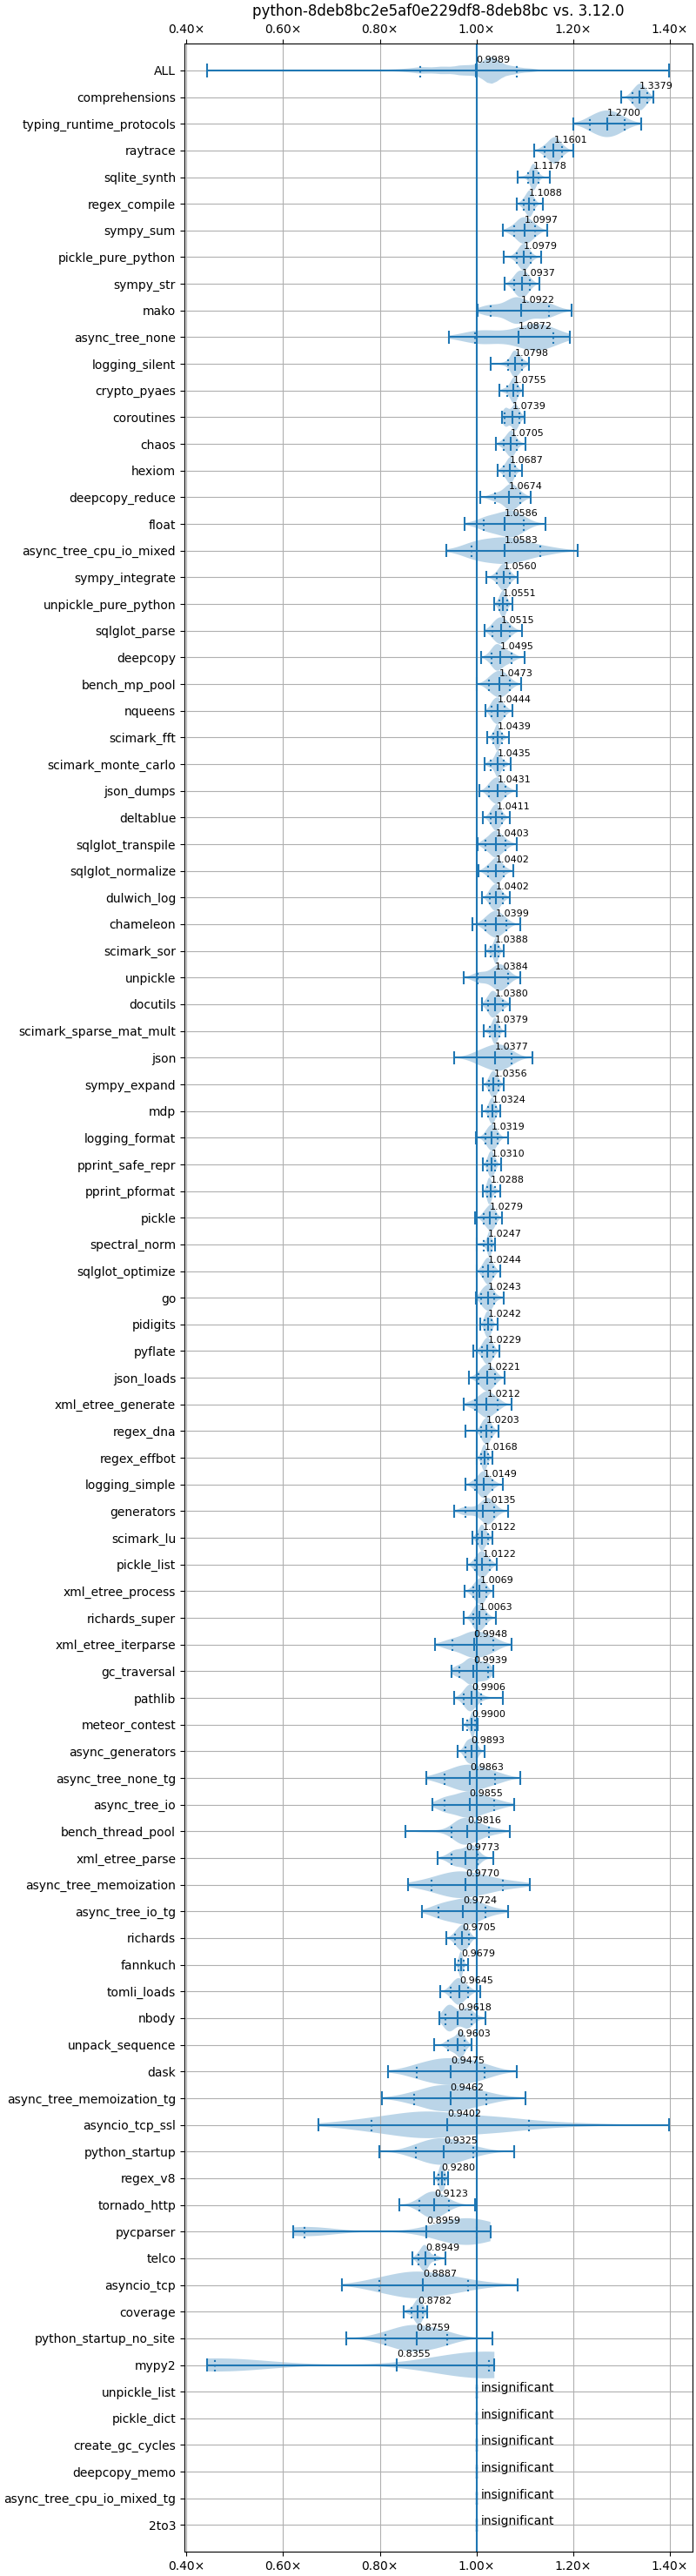 python-8deb8bc2e5af0e229df8-8deb8bc vs. 3.12.0
0.40× 0.60× 0.80× 1.00× 1.20× 1.40×
ALL 0.9989
comprehensions 1.3379
typing_runtime_protocols 1.2700
raytrace 1.1601
sqlite_synth 1.1178
regex_compile 1.1088
sympy_sum 1.0997
pickle_pure_python 1.0979
sympy_str 1.0937
mako 1.0922
async_tree_none 1.0872
logging_silent 1.0798
crypto_pyaes 1.0755
coroutines 1.0739
chaos 1.0705
hexiom 1.0687
deepcopy_reduce 1.0674
float 1.0586
async_tree_cpu_io_mixed 1.0583
sympy_integrate 1.0560
unpickle_pure_python 1.0551
sqlglot_parse 1.0515
deepcopy 1.0495
bench_mp_pool 1.0473
nqueens 1.0444
scimark_fft 1.0439
scimark_monte_carlo 1.0435
json_dumps 1.0431
deltablue 1.0411
sqlglot_transpile 1.0403
sqlglot_normalize 1.0402
dulwich_log 1.0402
chameleon 1.0399
scimark_sor 1.0388
unpickle 1.0384
docutils 1.0380
scimark_sparse_mat_mult 1.0379
json 1.0377
sympy_expand 1.0356
mdp 1.0324
logging_format 1.0319
pprint_safe_repr 1.0310
pprint_pformat 1.0288
pickle 1.0279
spectral_norm 1.0247
sqlglot_optimize 1.0244
go 1.0243
pidigits 1.0242
pyflate 1.0229
json_loads 1.0221
xml_etree_generate 1.0212
regex_dna 1.0203
regex_effbot 1.0168
logging_simple 1.0149
generators 1.0135
scimark_lu 1.0122
pickle_list 1.0122
xml_etree_process 1.0069
richards_super 1.0063
xml_etree_iterparse 0.9948
gc_traversal 0.9939
pathlib 0.9906
meteor_contest 0.9900
async_generators 0.9893
async_tree_none_tg 0.9863
async_tree_io 0.9855
bench_thread_pool 0.9816
xml_etree_parse 0.9773
async_tree_memoization 0.9770
async_tree_io_tg 0.9724
richards 0.9705
fannkuch 0.9679
tomli_loads 0.9645
nbody 0.9618
unpack_sequence 0.9603
dask 0.9475
async_tree_memoization_tg 0.9462
asyncio_tcp_ssl 0.9402
python_startup 0.9325
regex_v8 0.9280
tornado_http 0.9123
pycparser 0.8959
telco 0.8949
asyncio_tcp 0.8887
coverage 0.8782
python_startup_no_site 0.8759
mypy2 0.8355
unpickle_list insignificant
pickle_dict insignificant
create_gc_cycles insignificant
deepcopy_memo insignificant
async_tree_cpu_io_mixed_tg insignificant
2to3 insignificant
0.40× 0.60× 0.80× 1.00× 1.20× 1.40×